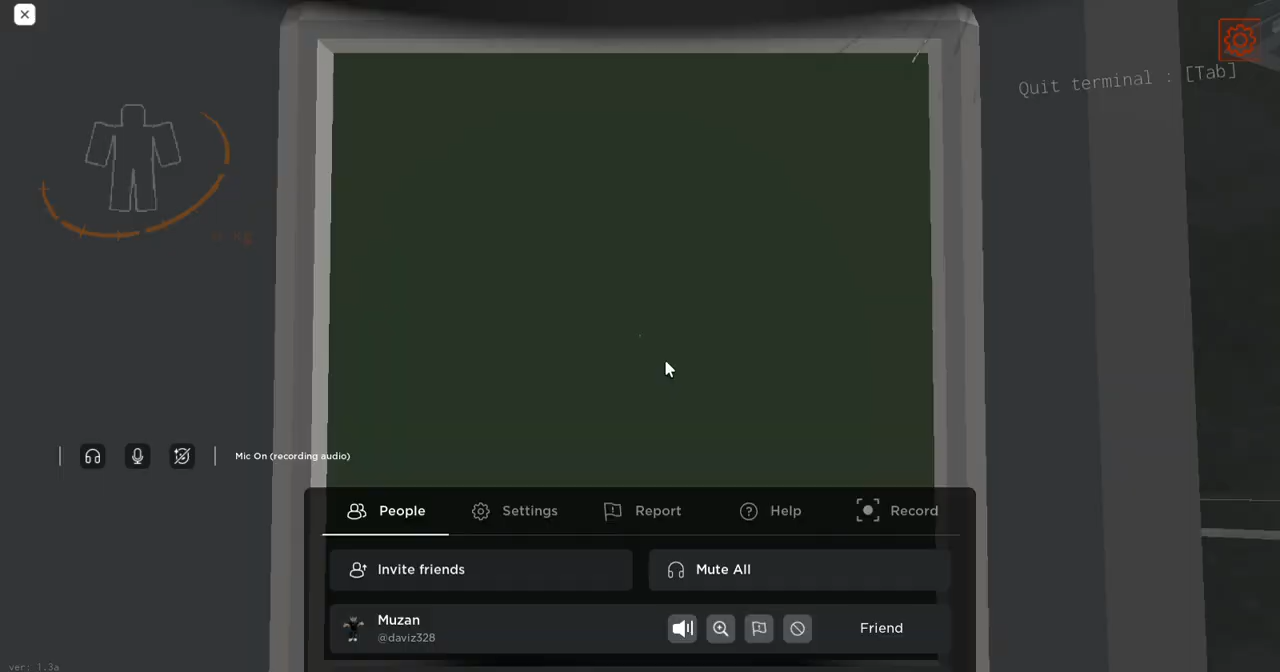 Quit terminal : [Tab]
Mic On (recording audio)
People
Settings
Report
Help
Record
Invite friends
Mute All
Muzan
@daviz328
Friend
ver: 1.3a